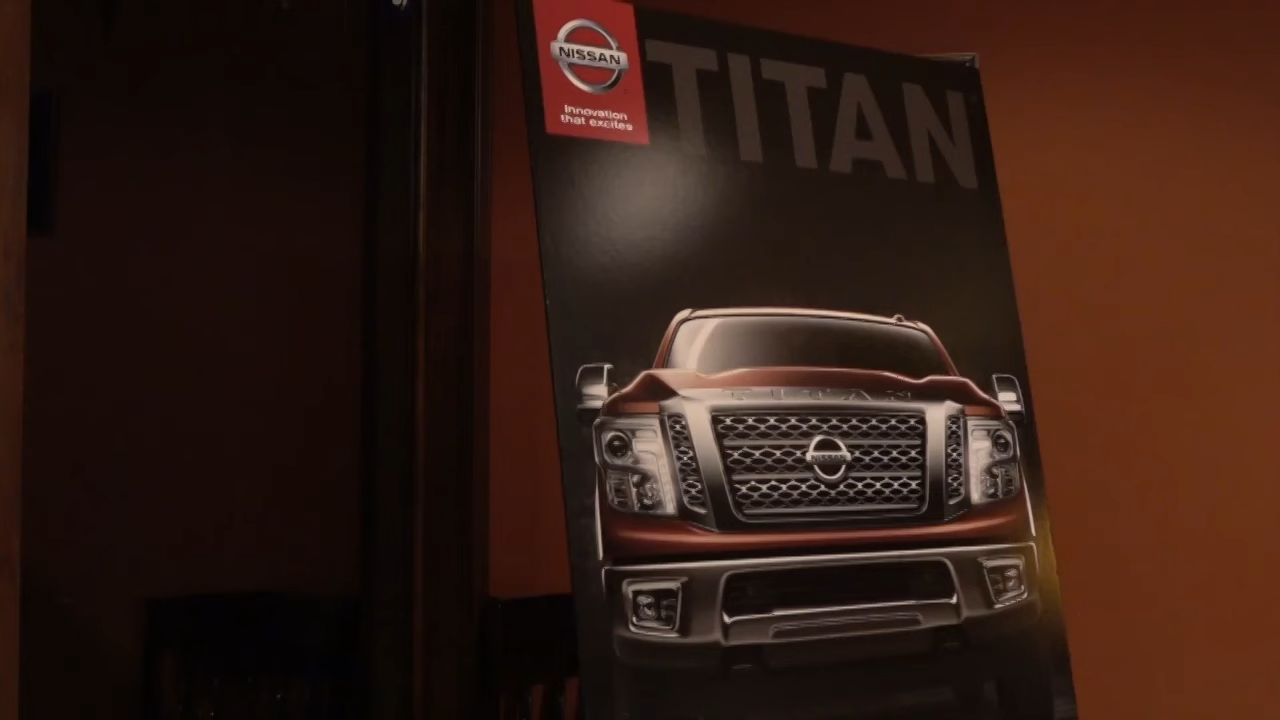 NISSAN
Innovation
that excites
TITAN
TITAN
NISSAN